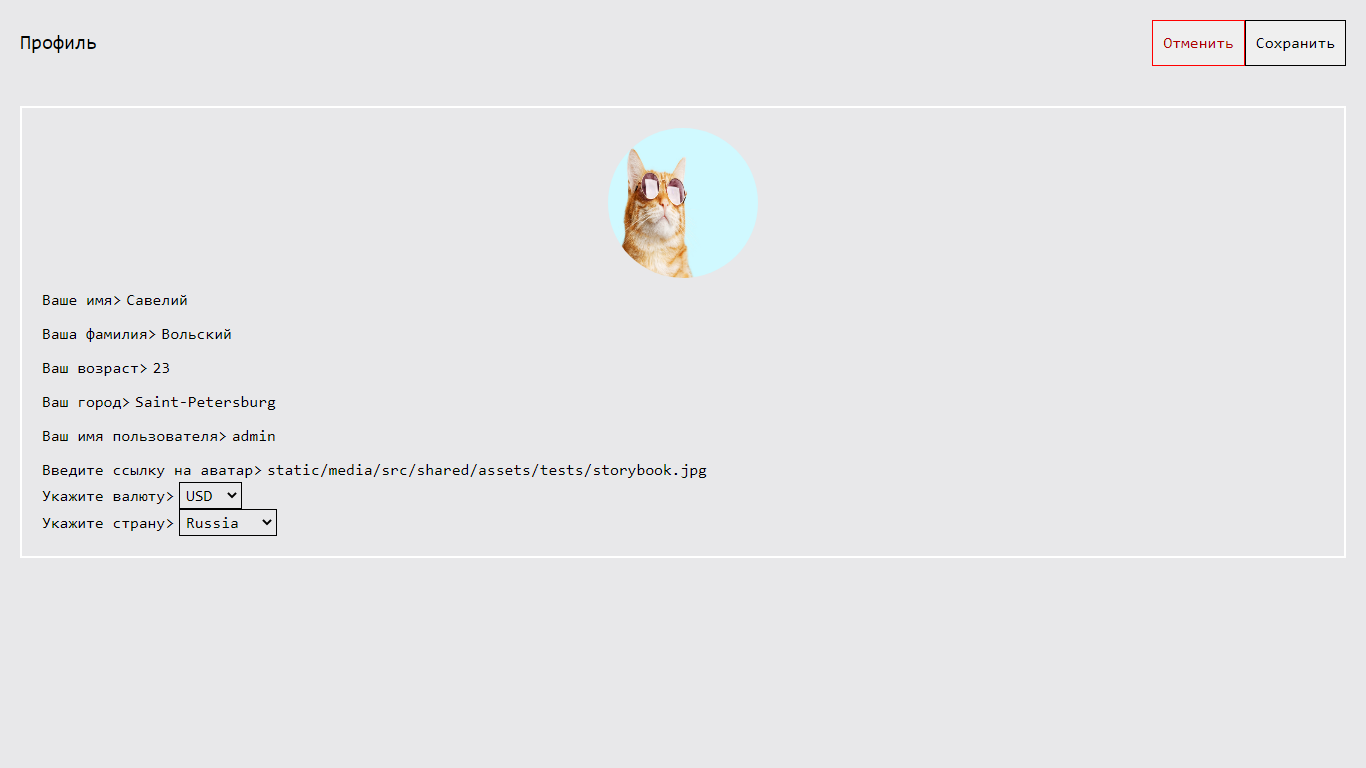 Профиль
Отменить Сохранить
Ваше имя> Савелий
Ваша фамилия> Вольский
Ваш возраст> 23
Ваш город> Saint-Petersburg
Ваш имя пользователя> admin
Введите ссылку на аватар> static/media/src/shared/assets/tests/storybook.jpg
Укажите валюту> USD
Укажите страну> Russia